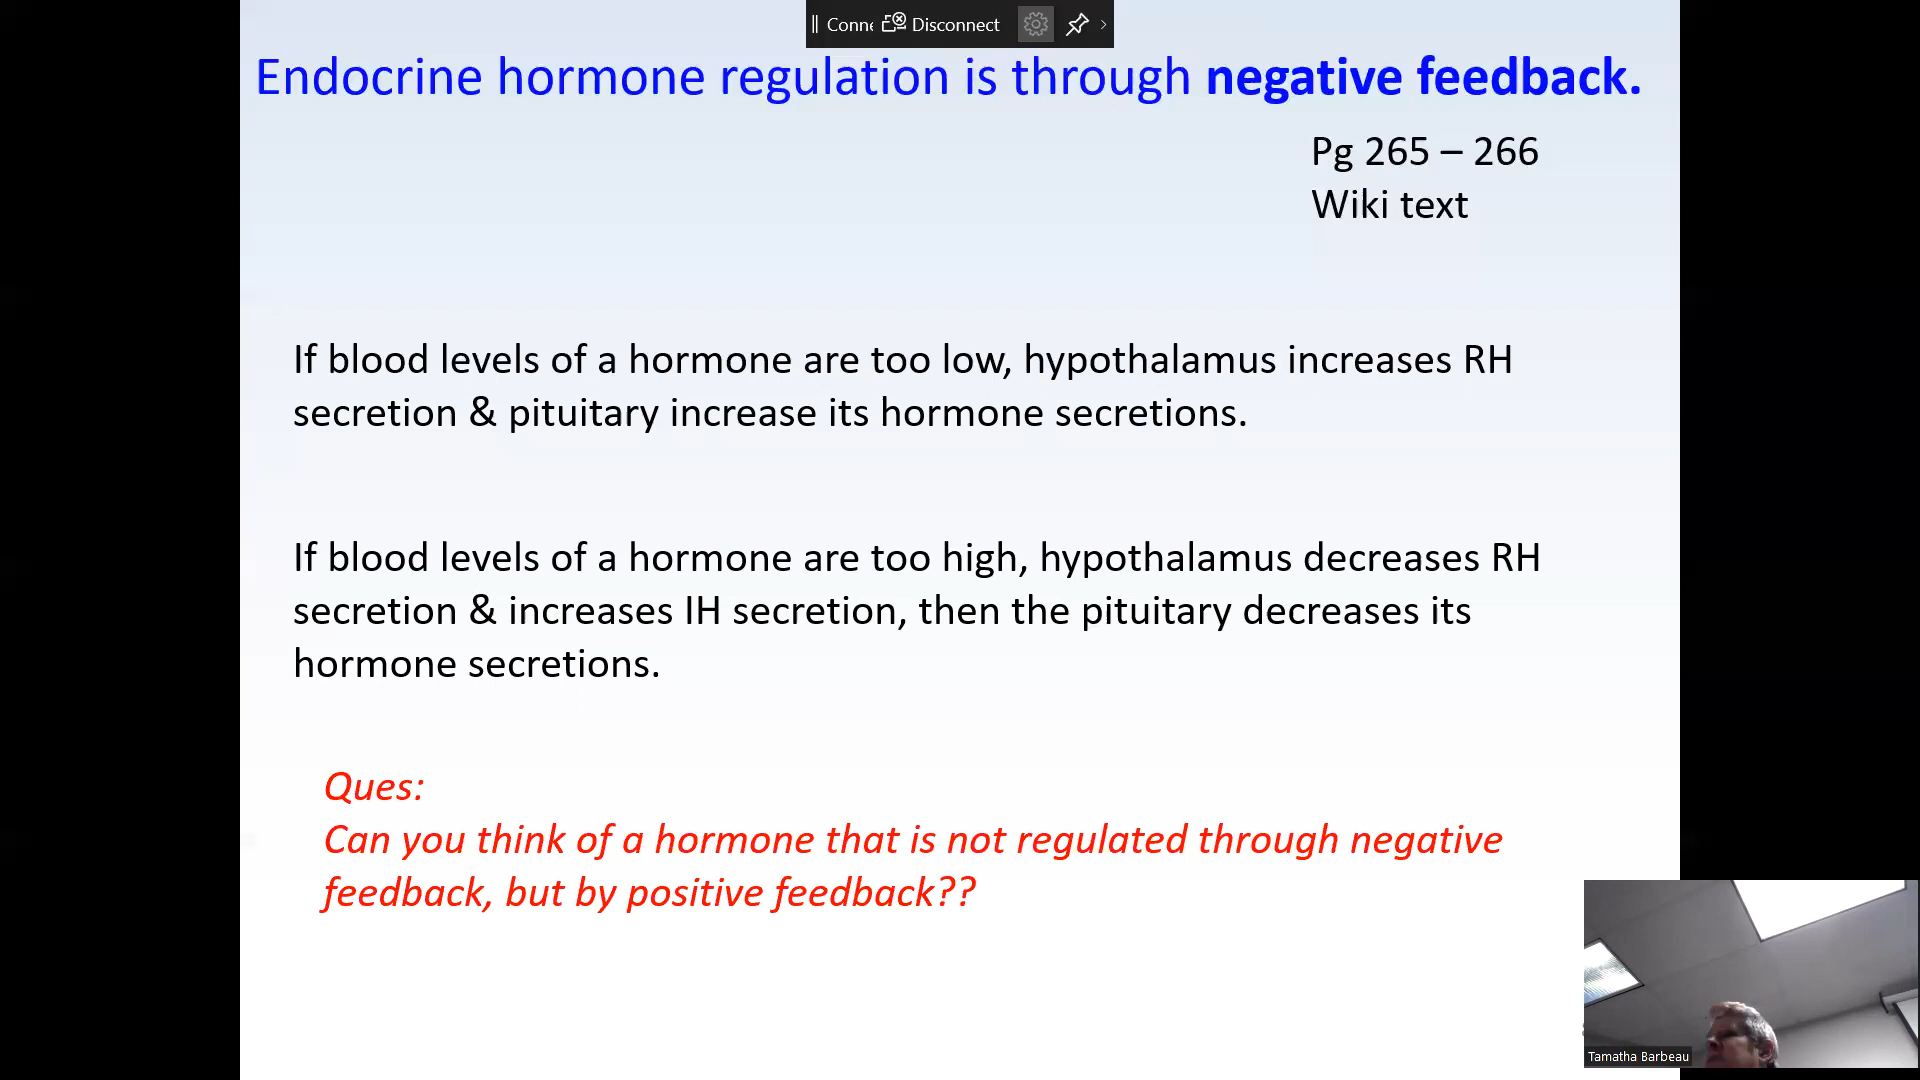 Conne Disconnect
Endocrine hormone regulation is through negative feedback.
Pg 265 – 266
Wiki text
If blood levels of a hormone are too low, hypothalamus increases RH
secretion & pituitary increase its hormone secretions.
If blood levels of a hormone are too high, hypothalamus decreases RH
secretion & increases IH secretion, then the pituitary decreases its
hormone secretions.
Ques:
Can you think of a hormone that is not regulated through negative
feedback, but by positive feedback??
Tamatha Barbeau